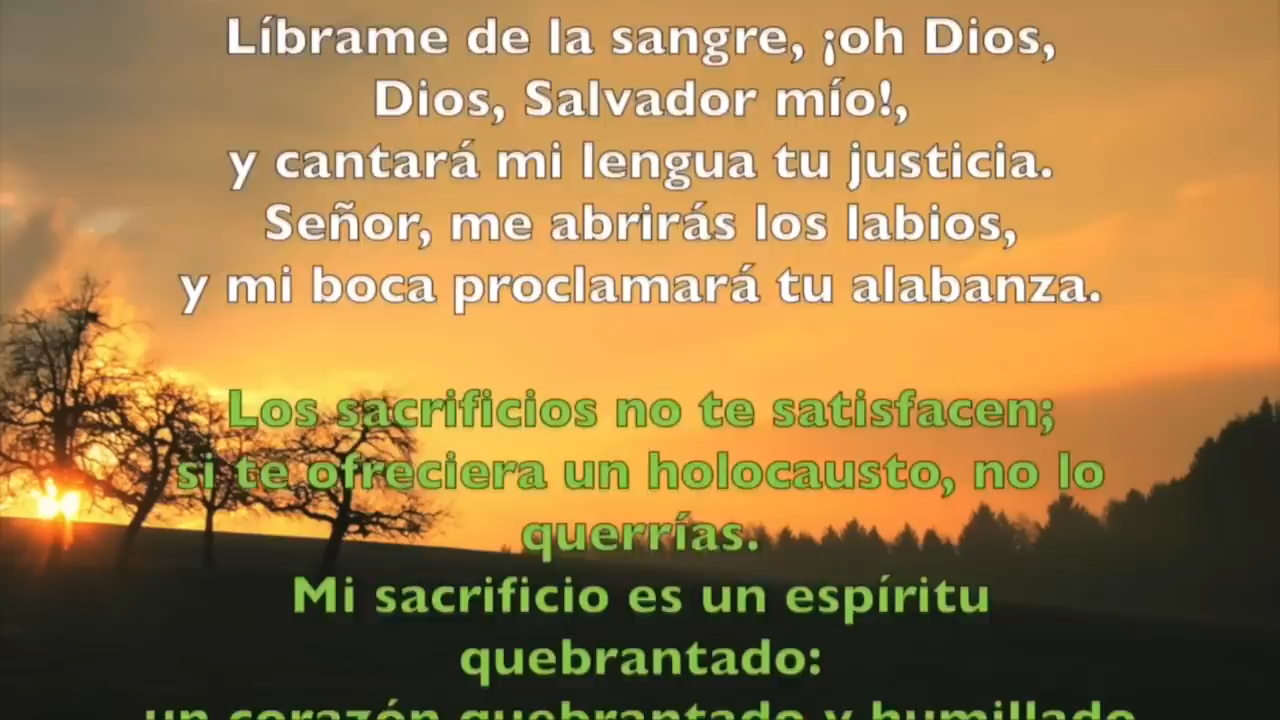 Líbrame de la sangre, ¡oh Dios,
Dios, Salvador mío!,
y cantará mi lengua tu justicia.
Señor, me abrirás los labios,
y mi boca proclamará tu alabanza.
Los sacrificios no te satisfacen;
si te ofreciera un holocausto, no lo
querrías.
Mi sacrificio es un espíritu
quebrantado:
un corazón quebrantado y humillado